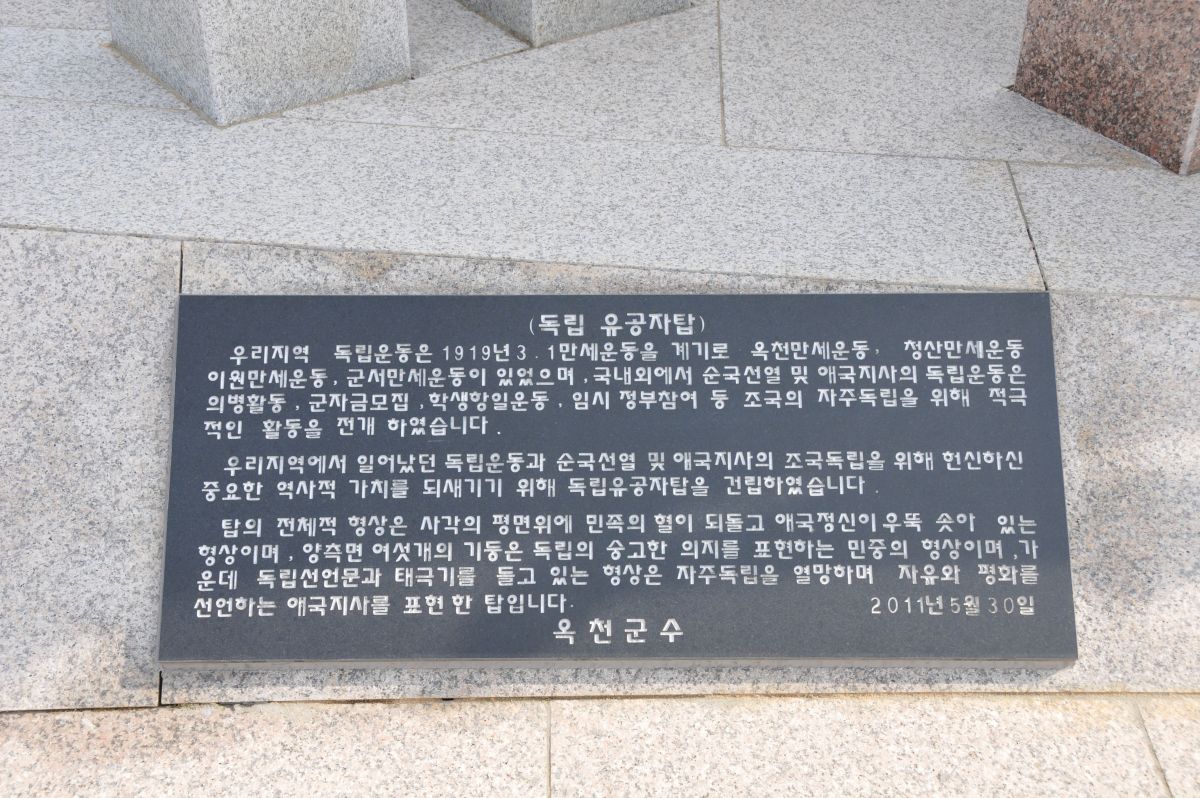 (독립 유공자탑)
우리지역 독립운동은 1919년 3.1만세운동을 계기로 옥천만세운동, 청산만세운동
이원만세운동, 군서만세운동이 있었으며, 국내외에서 순국선열 및 애국지사의 독립운동은
의병활동, 군자금모집, 학생항일운동, 임시 정부참여 등 조국의 자주독립을 위해 적극
적인 활동을 전개 하였습니다.
우리지역에서 일어났던 독립운동과 순국선열 및 애국지사의 조국독립을 위해 헌신하신
중요한 역사적 가치를 되새기기 위해 독립유공자탑을 건립하였습니다.
탑의 전체적 형상은 사각의 평면위에 민족의 혈이 되돌고 애국정신이 우뚝 솟아 있는
형상이며, 양측면 여섯개의 기둥은 독립의 숭고한 의지를 표현하는 민중의 형상이며, 가
운데 독립선언문과 태극기를 들고 있는 형상은 자주독립을 열망하며 자유와 평화를
선언하는 애국지사를 표현 한 탑입니다. 2011년 5월 30일
옥천군수